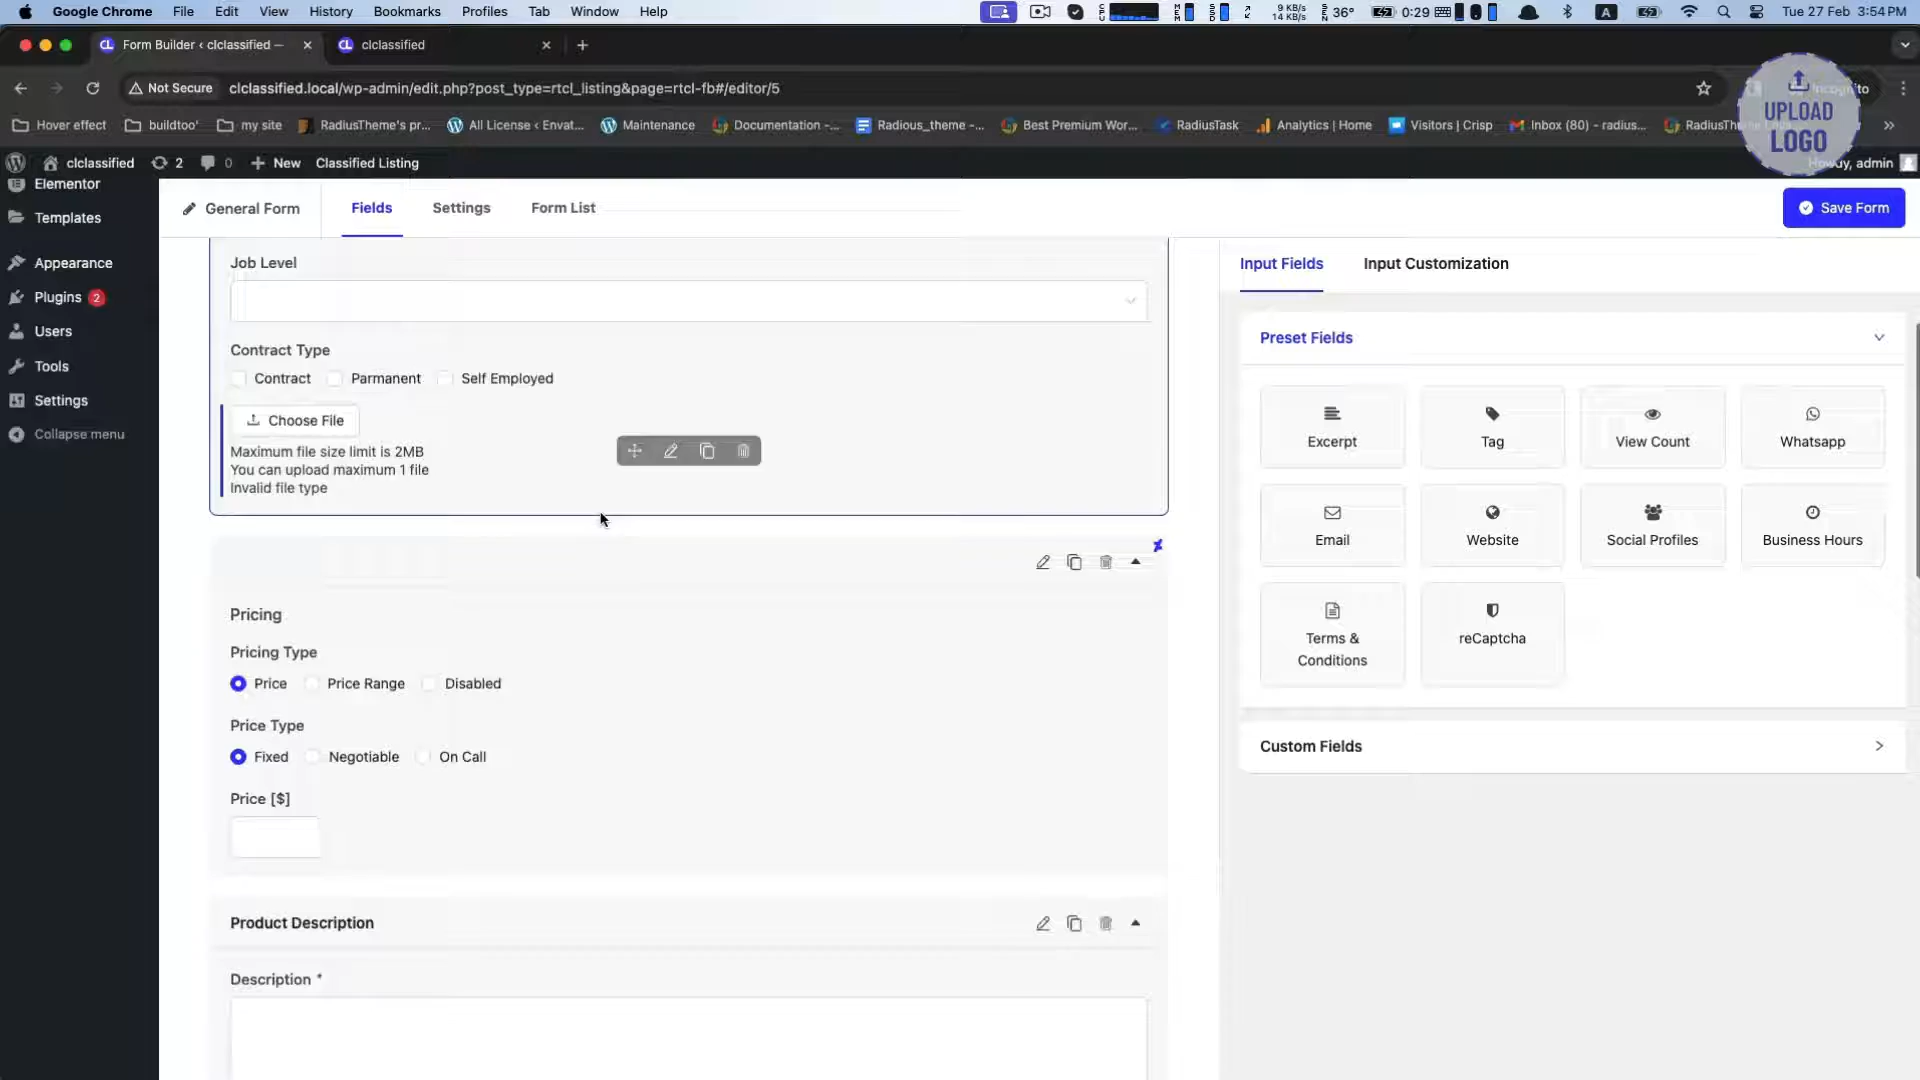 Google Chrome File Edit View History Bookmarks Profiles Tab Window Help
9 KB/s
14 KB/s
36° 0:29 A Tue 27 Feb 3:54 PM
Form Builder ‹ clclassified —
clclassified
Not Secure clclassified.local/wp-admin/edit.php?post_type=rtcl_listing&page=rtcl-fb#/editor/5
UPLOAD
LOGO
Hover effect buildtoo' my site RadiusTheme's pr... All License ‹ Envat... Maintenance Documentation -... Radious_theme -... Best Premium Wor... RadiusTask Analytics | Home Visitors | Crisp Inbox (80) - radius...
clclassified 2 0 New Classified Listing Howdy, admin
Elementor
Templates
Appearance
Plugins 2
Users
Tools
Settings
Collapse menu
General Form Fields Settings Form List Save Form
Job Level
Contract Type
Contract Parmanent Self Employed
Choose File
Maximum file size limit is 2MB
You can upload maximum 1 file
Invalid file type
Pricing
Pricing Type
Price Price Range Disabled
Price Type
Fixed Negotiable On Call
Price [$]
Product Description
Description *
Input Fields Input Customization
Preset Fields
Excerpt Tag View Count Whatsapp
Email Website Social Profiles Business Hours
Terms &
Conditions
reCaptcha
Custom Fields